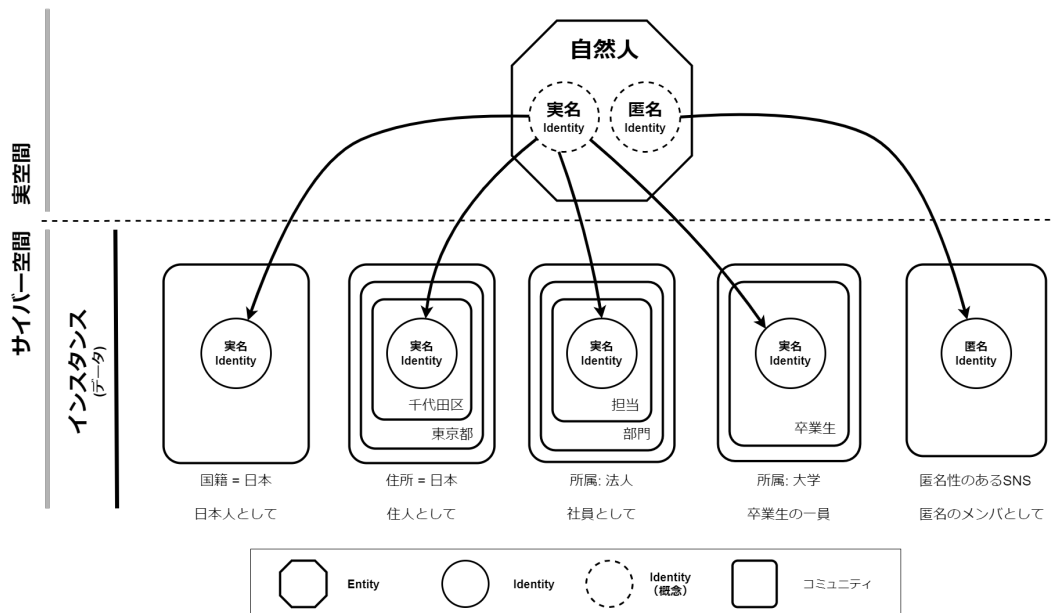 実空間
自然人
実名
Identity
匿名
Identity
サイバー空間
インスタンス
(データ)
実名
Identity
実名
Identity
千代田区
東京都
実名
Identity
担当
部門
実名
Identity
卒業生
匿名
Identity
国籍 = 日本
日本人として
住所 = 日本
住人として
所属: 法人
社員として
所属: 大学
卒業生の一員
匿名性のあるSNS
匿名のメンバとして
Entity
Identity
Identity
(概念)
コミュニティ